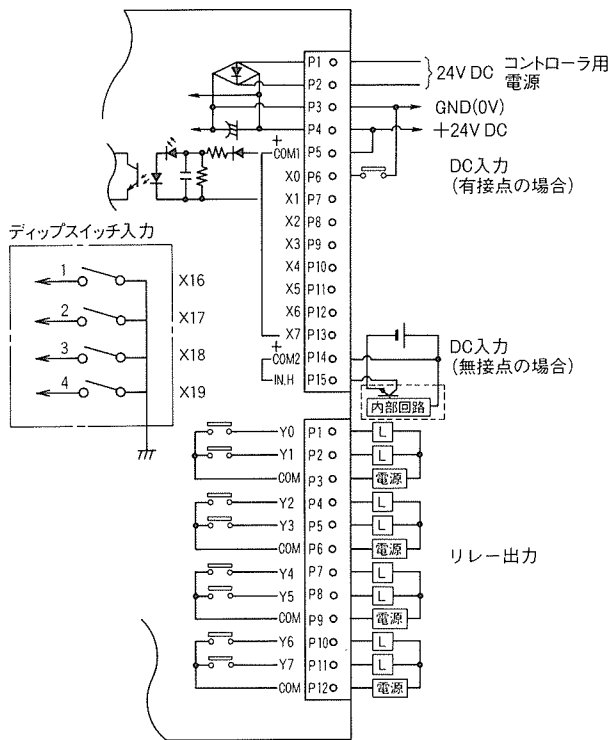 P1
P2
24V DC
コントローラ用
電源
P3
GND(0V)
P4
+24V DC
+
COM1
P5
X0
P6
DC入力
(有接点の場合)
X1
P7
X2
P8
X3
P9
X4
P10
X5
P11
X6
P12
X7
P13
+
COM2
P14
IN.H
P15
DC入力
(無接点の場合)
内部回路
ディップスイッチ入力
1
X16
2
X17
3
X18
4
X19
Y0
P1
L
Y1
P2
L
COM
P3
電源
Y2
P4
L
Y3
P5
L
COM
P6
電源
リレー出力
Y4
P7
L
Y5
P8
L
COM
P9
電源
Y6
P10
L
Y7
P11
L
COM
P12
電源